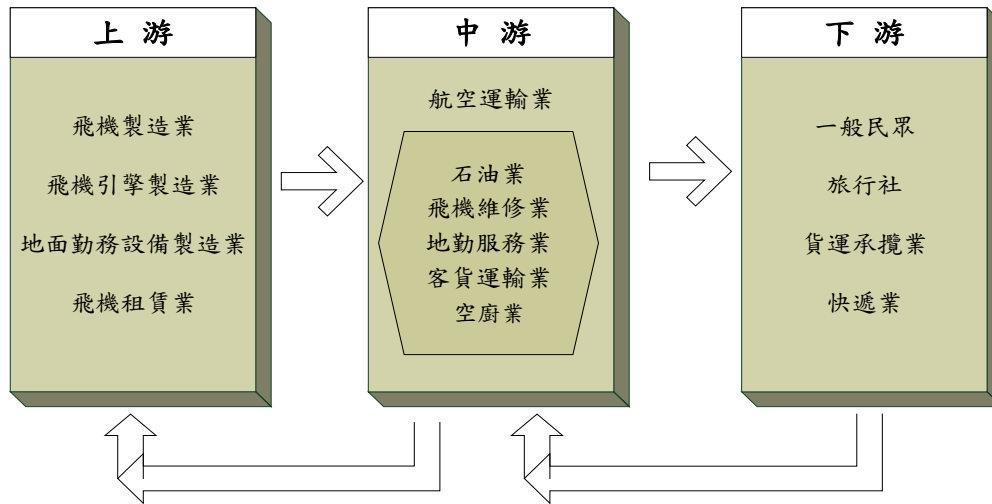 上游
飛機製造業
飛機引擎製造業
地面勤務設備製造業
飛機租賃業
中游
航空運輸業
石油業
飛機維修業
地勤服務業
客貨運輸業
空廚業
下游
一般民眾
旅行社
貨運承攬業
快遞業